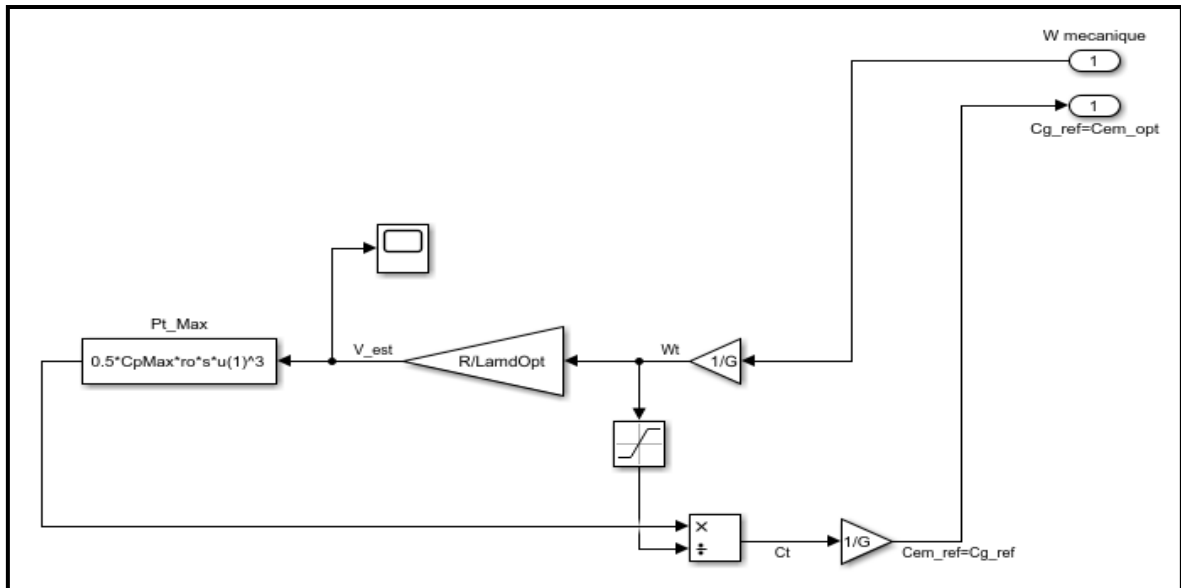 W mecanique
1
1
Cg_ref=Cem_opt
Pt_Max
0.5*CpMax*ro*s*u(1)^3
V_est
R/LamdOpt
Wt
1/G
×
÷
Ct
1/G
Cem_ref=Cg_ref